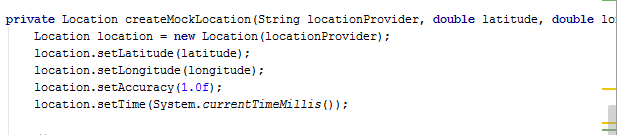 private Location createMockLocation(String locationProvider, double latitude, double lo
Location location = new Location(locationProvider);
location.setLatitude(latitude);
location.setLongitude(longitude);
location.setAccuracy(1.0f);
location.setTime(System.currentTimeMillis());